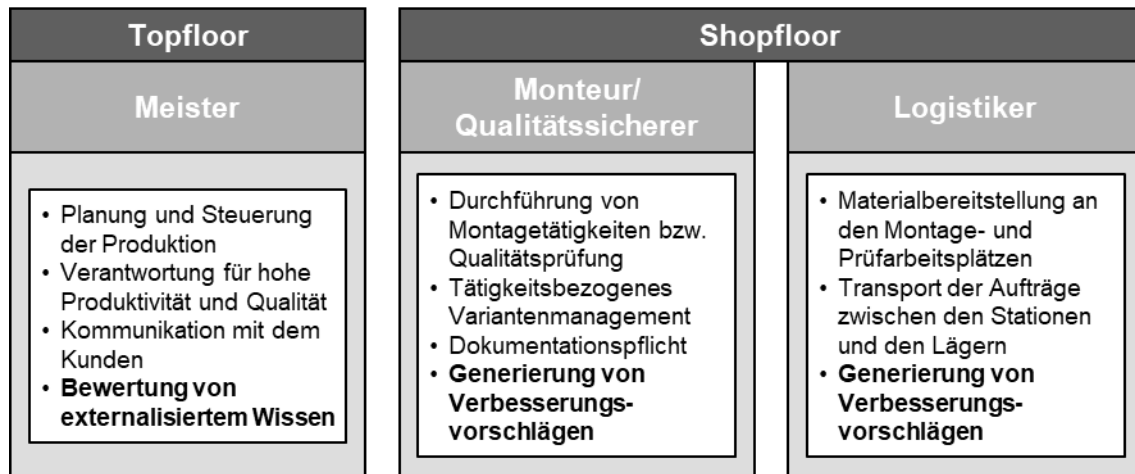 Topfloor
Meister
• Planung und Steuerung
der Produktion
• Verantwortung für hohe
Produktivität und Qualität
• Kommunikation mit dem
Kunden
• Bewertung von
externalisiertem Wissen
Shopfloor
Monteur/
Qualitätssicherer
• Durchführung von
Montagetätigkeiten bzw.
Qualitätsprüfung
• Tätigkeitsbezogenes
Variantenmanagement
• Dokumentationspflicht
• Generierung von
Verbesserungs-
vorschlägen
Logistiker
• Materialbereitstellung an
den Montage- und
Prüfarbeitsplätzen
• Transport der Aufträge
zwischen den Stationen
und den Lägern
• Generierung von
Verbesserungs-
vorschlägen